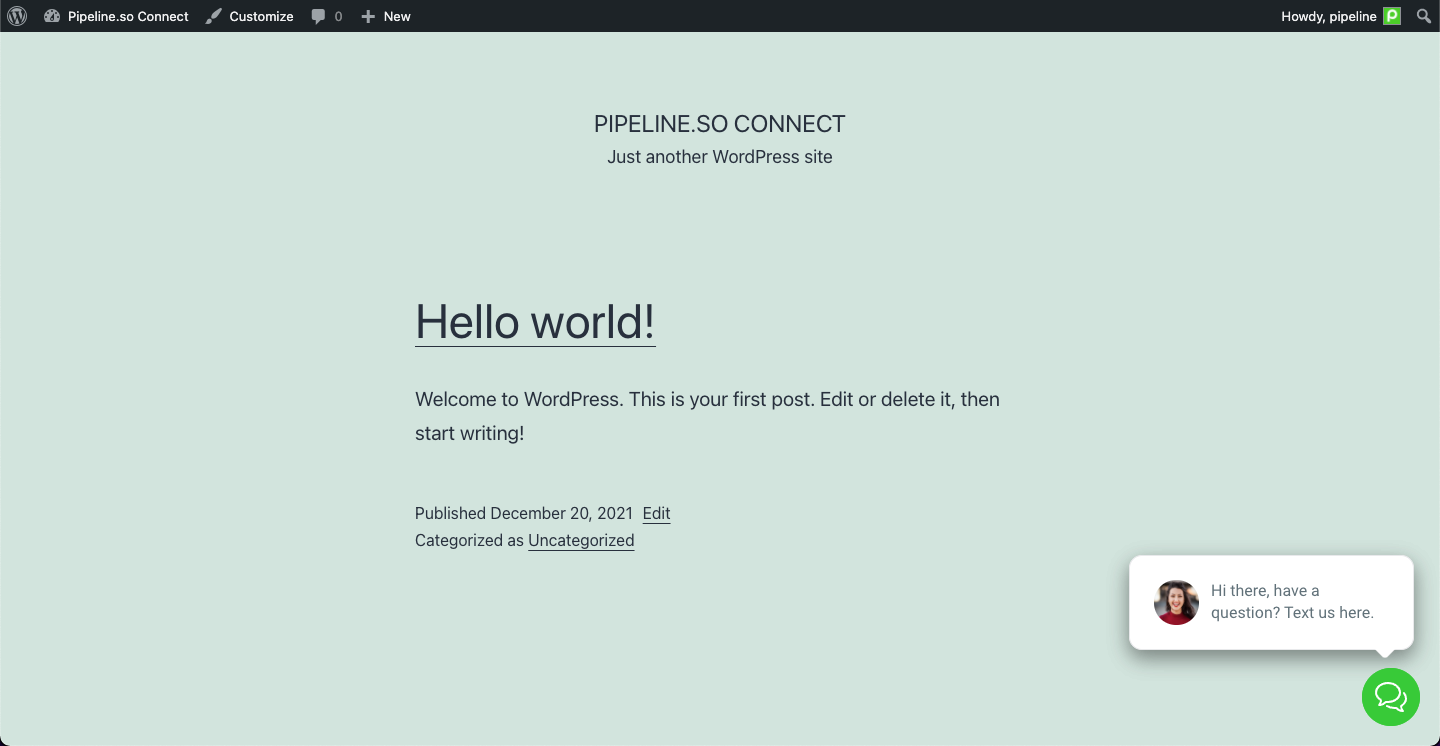 Pipeline.so Connect Customize 0 New Howdy, pipeline
PIPELINE.SO CONNECT
Just another WordPress site
Hello world!
Welcome to WordPress. This is your first post. Edit or delete it, then
start writing!
Published December 20, 2021 Edit
Categorized as Uncategorized
Hi there, have a
question? Text us here.